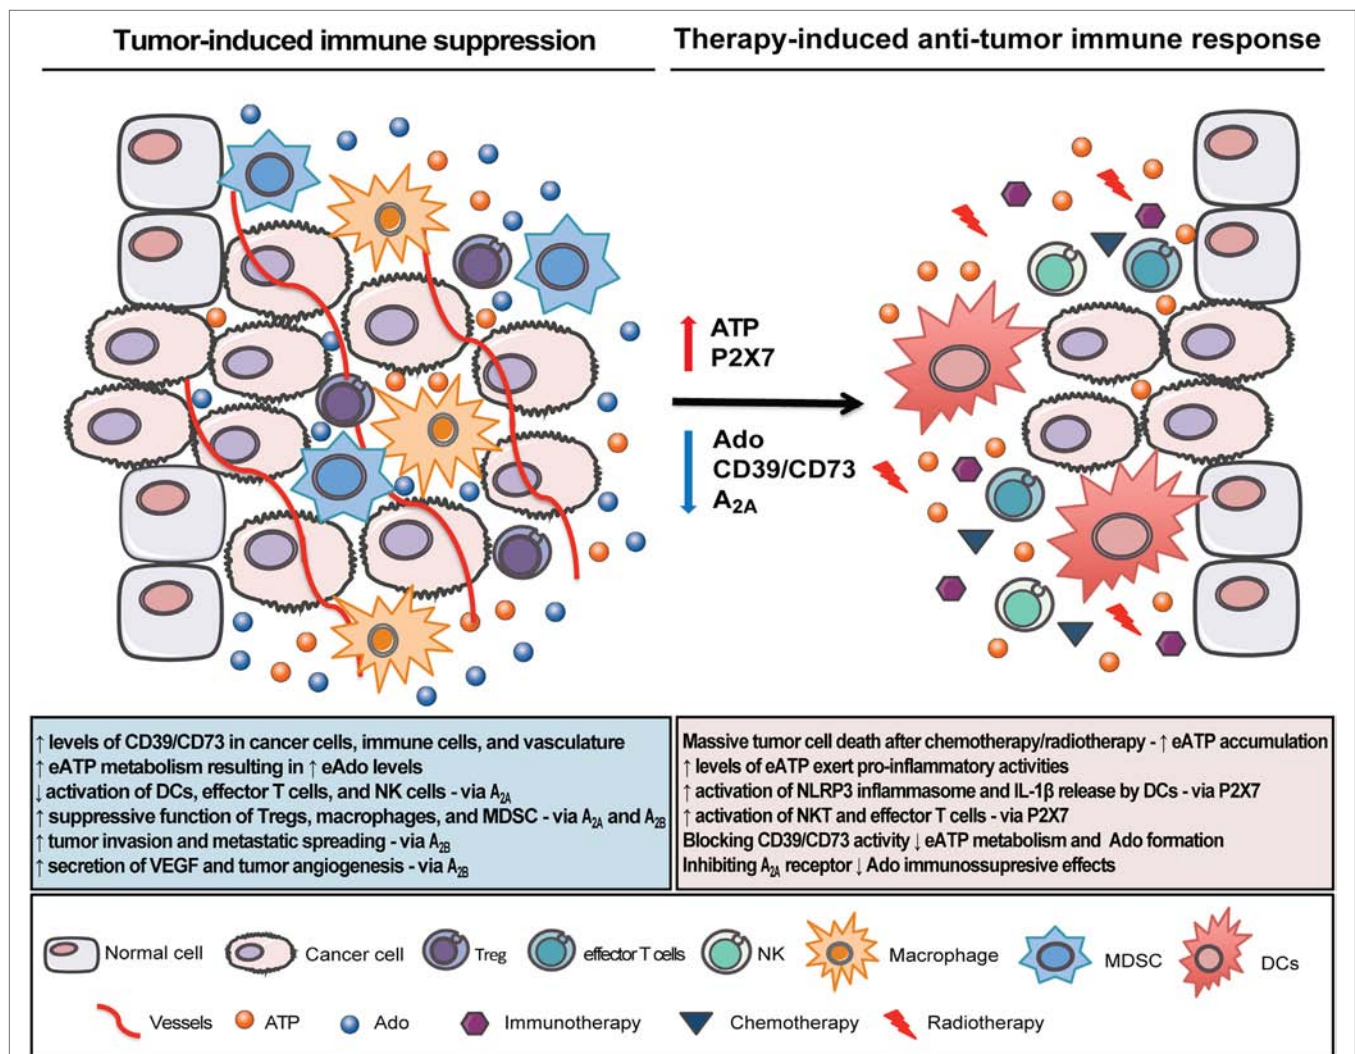 Tumor-induced immune suppression
Therapy-induced anti-tumor immune response
ATP
P2X7
Ado
CD39/CD73
A2A
↑ levels of CD39/CD73 in cancer cells, immune cells, and vasculature
↑ eATP metabolism resulting in ↑ eAdo levels
↓ activation of DCs, effector T cells, and NK cells - via A2A
↑ suppressive function of Tregs, macrophages, and MDSC - via A2A and A2B
↑ tumor invasion and metastatic spreading - via A2B
↑ secretion of VEGF and tumor angiogenesis - via A2B
Massive tumor cell death after chemotherapy/radiotherapy - ↑ eATP accumulation
↑ levels of eATP exert pro-inflammatory activities
↑ activation of NLRP3 inflammasome and IL-1β release by DCs - via P2X7
↑ activation of NKT and effector T cells - via P2X7
Blocking CD39/CD73 activity ↓ eATP metabolism and Ado formation
Inhibiting A2A receptor ↓ Ado immunossupresive effects
Normal cell
Cancer cell
Treg
effector T cells
NK
Macrophage
MDSC
DCs
Vessels
ATP
Ado
Immunotherapy
Chemotherapy
Radiotherapy